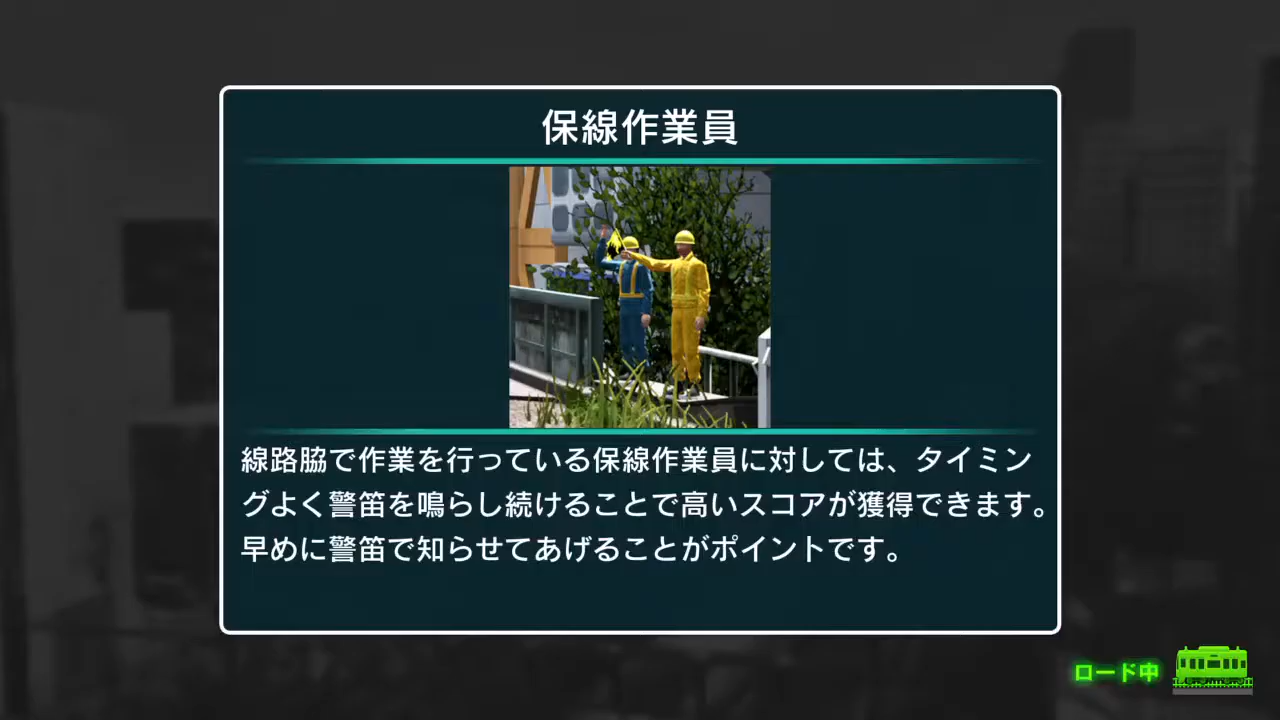 保線作業員
線路脇で作業を行っている保線作業員に対しては、タイミン
グよく警笛を鳴らし続けることで高いスコアが獲得できます。
早めに警笛で知らせてあげることがポイントです。
ロード中